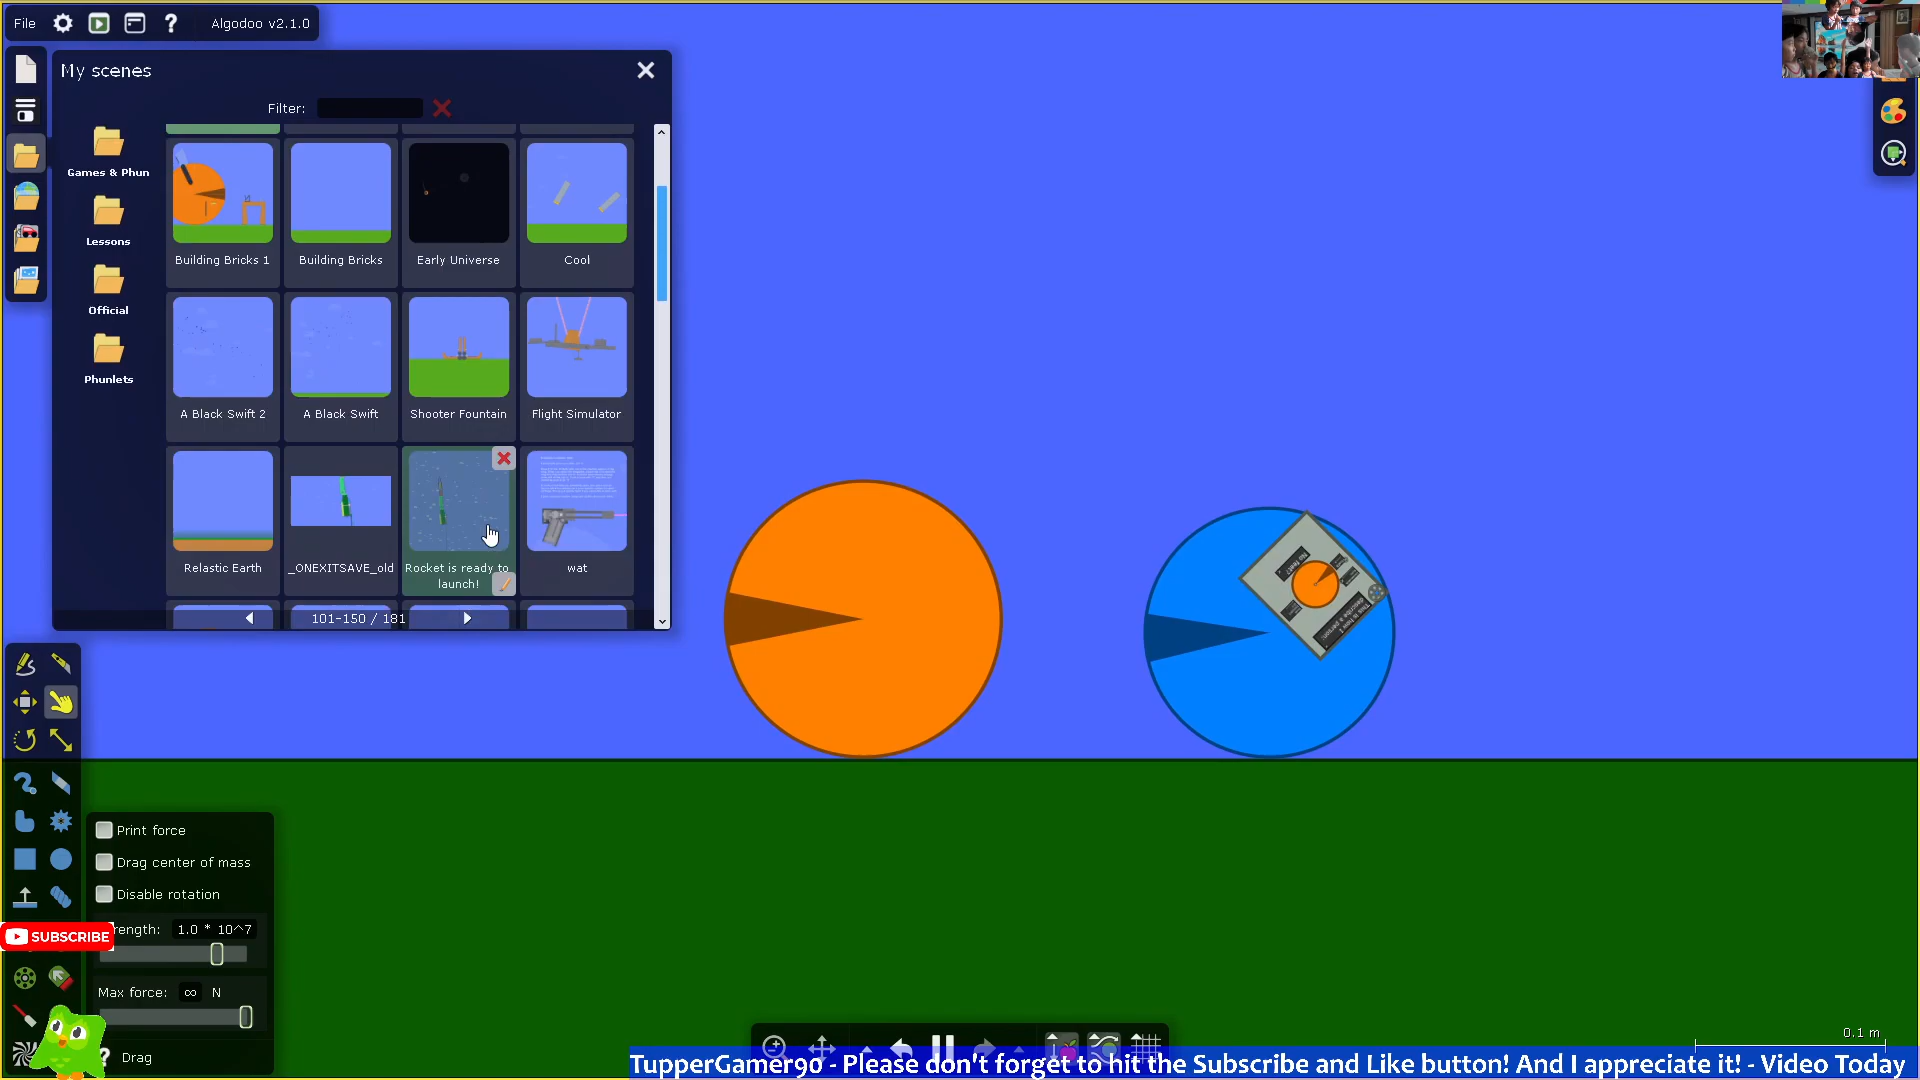 File
Algodoo v2.1.0
My scenes
Filter:
Games & Phun
Lessons
Official
Phunlets
Building Bricks 1
Building Bricks
Early Universe
Cool
A Black Swift 2
A Black Swift
Shooter Fountain
Flight Simulator
Relastic Earth
_ONEXITSAVE_old
Rocket is ready to
launch!
wat
101-150 / 181
Print force
Drag center of mass
Disable rotation
rength: 1.0 * 10^7
SUBSCRIBE
Max force: ∞ N
? Drag
0.1 m
TupperGamer90 - Please don't forget to hit the Subscribe and Like button! And I appreciate it! - Video Today